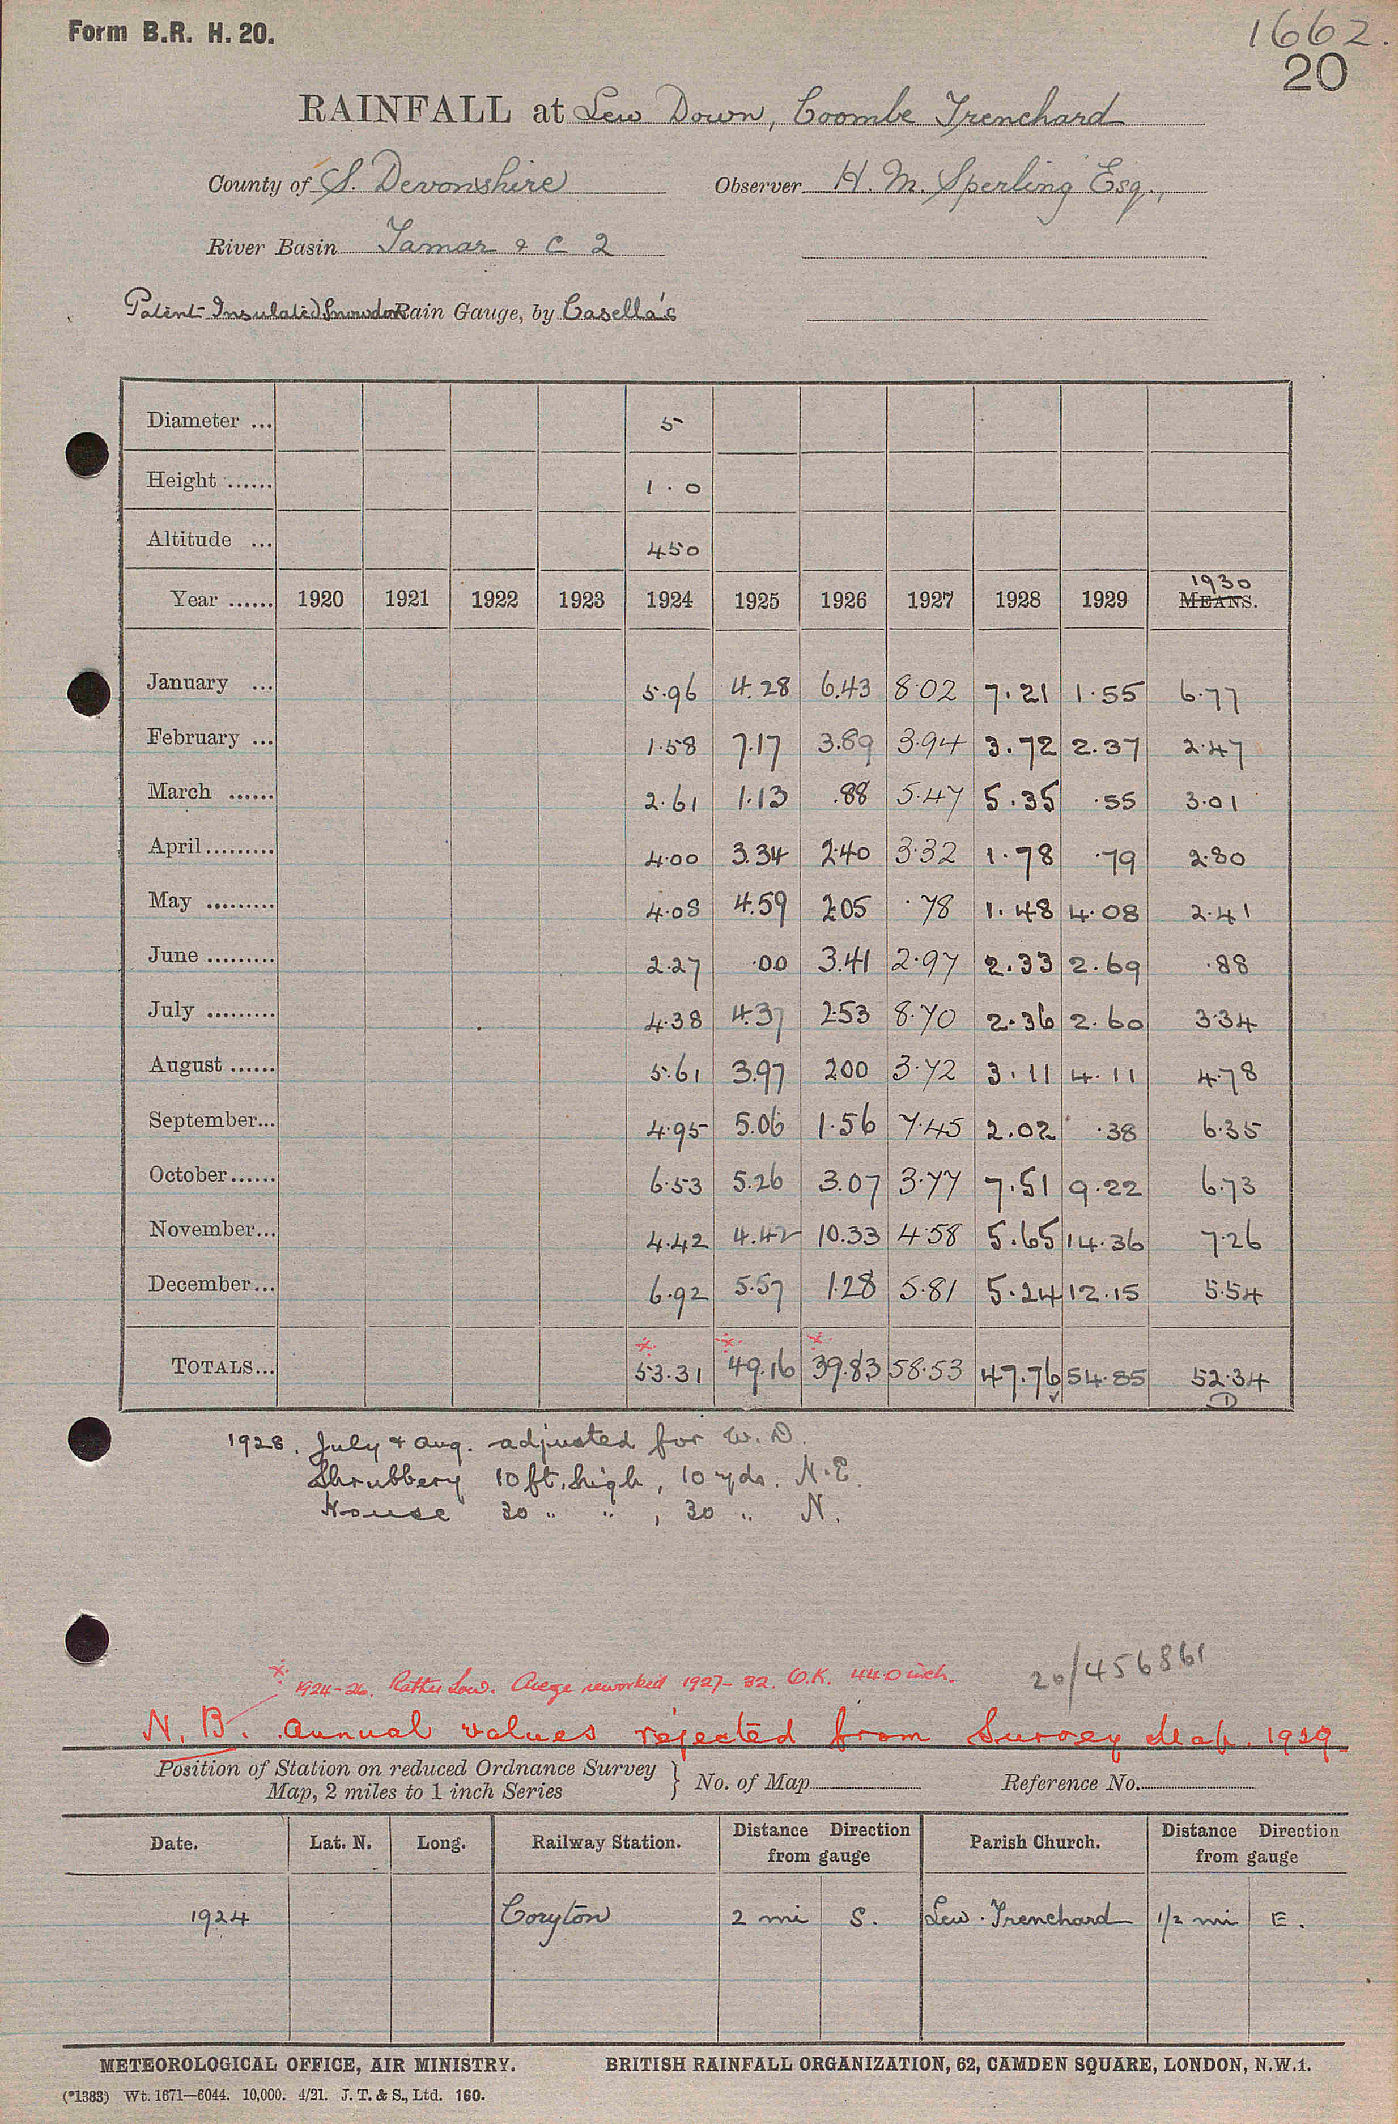 Form B.R. H. 20.
1662.
20
RAINFALL at Lew Down, Coombe Trenchard
County of S. Devonshire Observer H. M. Sperling Esq.,
River Basin Tamar & C 2
Patent Insulated Snowdon Rain Gauge, by Casella's
Diameter ... 5
Height ...... 1.0
Altitude ... 450
1930
Year ...... 1920 1921 1922 1923 1924 1925 1926 1927 1928 1929 MEANS.
January ... 5.96 4.28 6.43 8.02 7.21 1.55 6.77
February ... 1.58 7.17 3.89 3.94 3.72 2.37 2.47
March ...... 2.61 1.13 .88 5.47 5.35 .55 3.01
April ......... 4.00 3.34 2.40 3.32 1.78 .79 2.80
May ......... 4.08 4.59 2.05 .78 1.48 4.08 2.41
June ......... 2.27 .00 3.41 2.97 2.33 2.69 .88
July ......... 4.38 4.37 2.53 8.70 2.36 2.60 3.34
August ...... 5.61 3.97 2.00 3.72 3.11 4.11 4.78
September... 4.95 5.06 1.56 7.45 2.02 .38 6.35
October...... 6.53 5.26 3.07 3.77 7.51 9.22 6.73
November... 4.42 4.42 10.33 4.58 5.65 14.36 7.26
December... 6.92 5.57 1.28 5.81 5.24 12.15 5.54
* * *
TOTALS... 53.31 49.16 39.83 58.53 47.76 54.85 52.34
1928. July & Aug. adjusted for W. D.
Shrubbery 10 ft. high, 10 yds. N.E.
House 30 " " , 30 " N.
20/456861
* 1924-26. Rather Low. Avege reworked 1927-32. O.K. 44.0 inch.
N.B. Annual values rejected from Survey Map. 1929
Position of Station on reduced Ordnance Survey
Map, 2 miles to 1 inch Series } No. of Map Reference No.
Date. Lat. N. Long. Railway Station. Distance from gauge Direction Parish Church. Distance from gauge Direction
1924 Coryton 2 mi S. Lew Trenchard 1/2 mi E.
METEOROLOGICAL OFFICE, AIR MINISTRY. BRITISH RAINFALL ORGANIZATION, 62, CAMDEN SQUARE, LONDON, N.W.1.
(*1383) Wt. 1671—6044. 10,000. 4/21. J. T. & S., Ltd. 160.